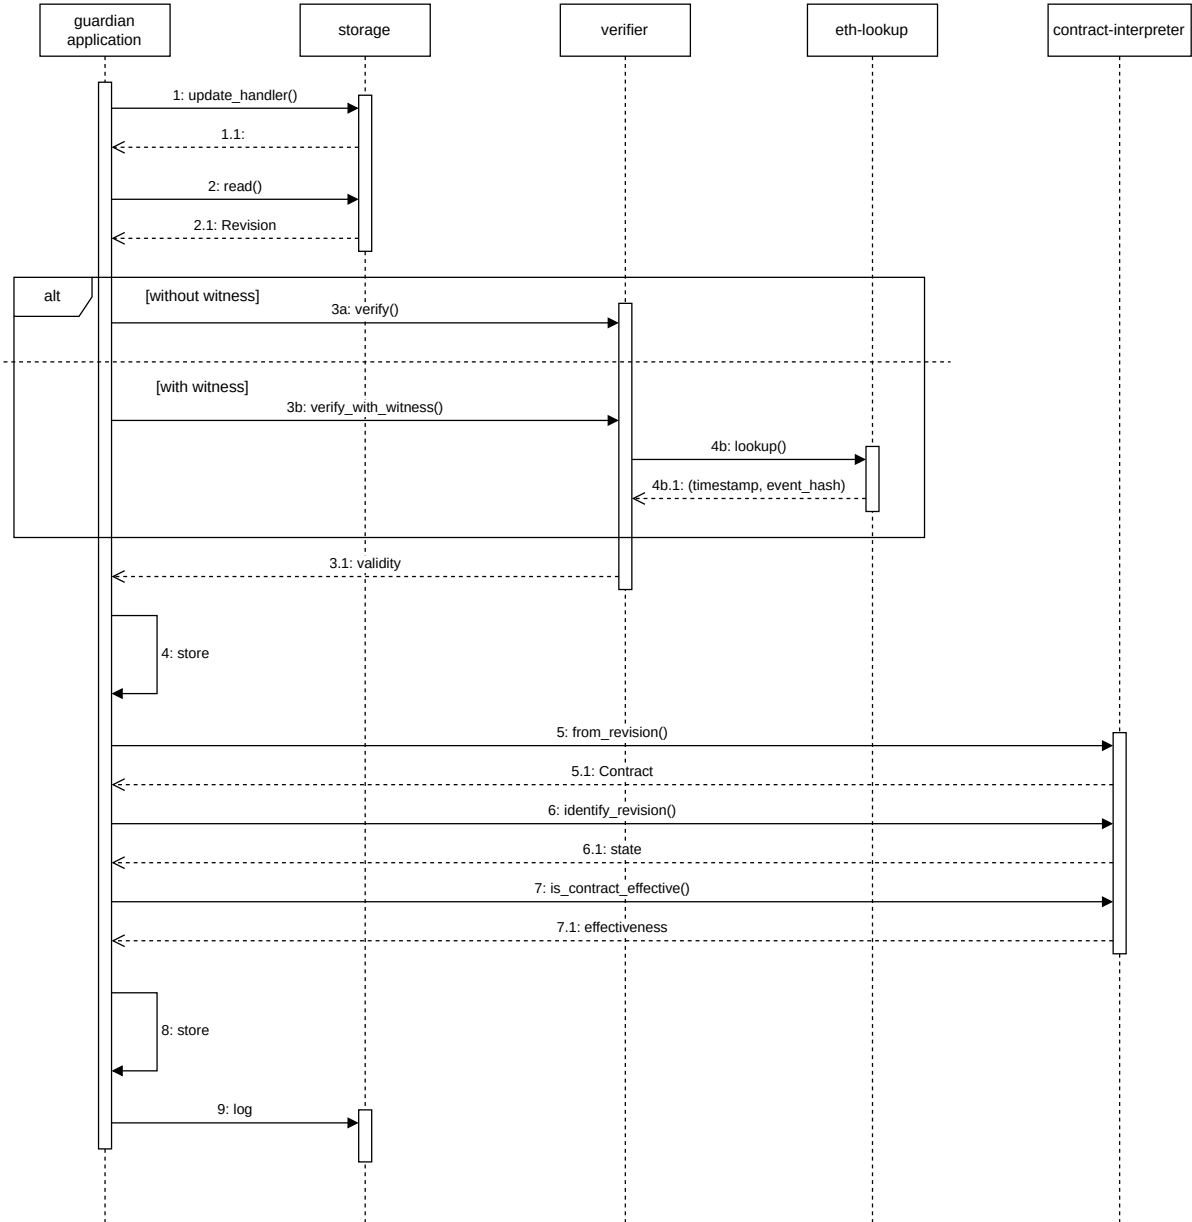 guardian
application
storage
verifier
eth-lookup
contract-interpreter
1: update_handler()
1.1:
2: read()
2.1: Revision
alt
[without witness]
3a: verify()
[with witness]
3b: verify_with_witness()
4b: lookup()
4b.1: (timestamp, event_hash)
3.1: validity
4: store
5: from_revision()
5.1: Contract
6: identify_revision()
6.1: state
7: is_contract_effective()
7.1: effectiveness
8: store
9: log